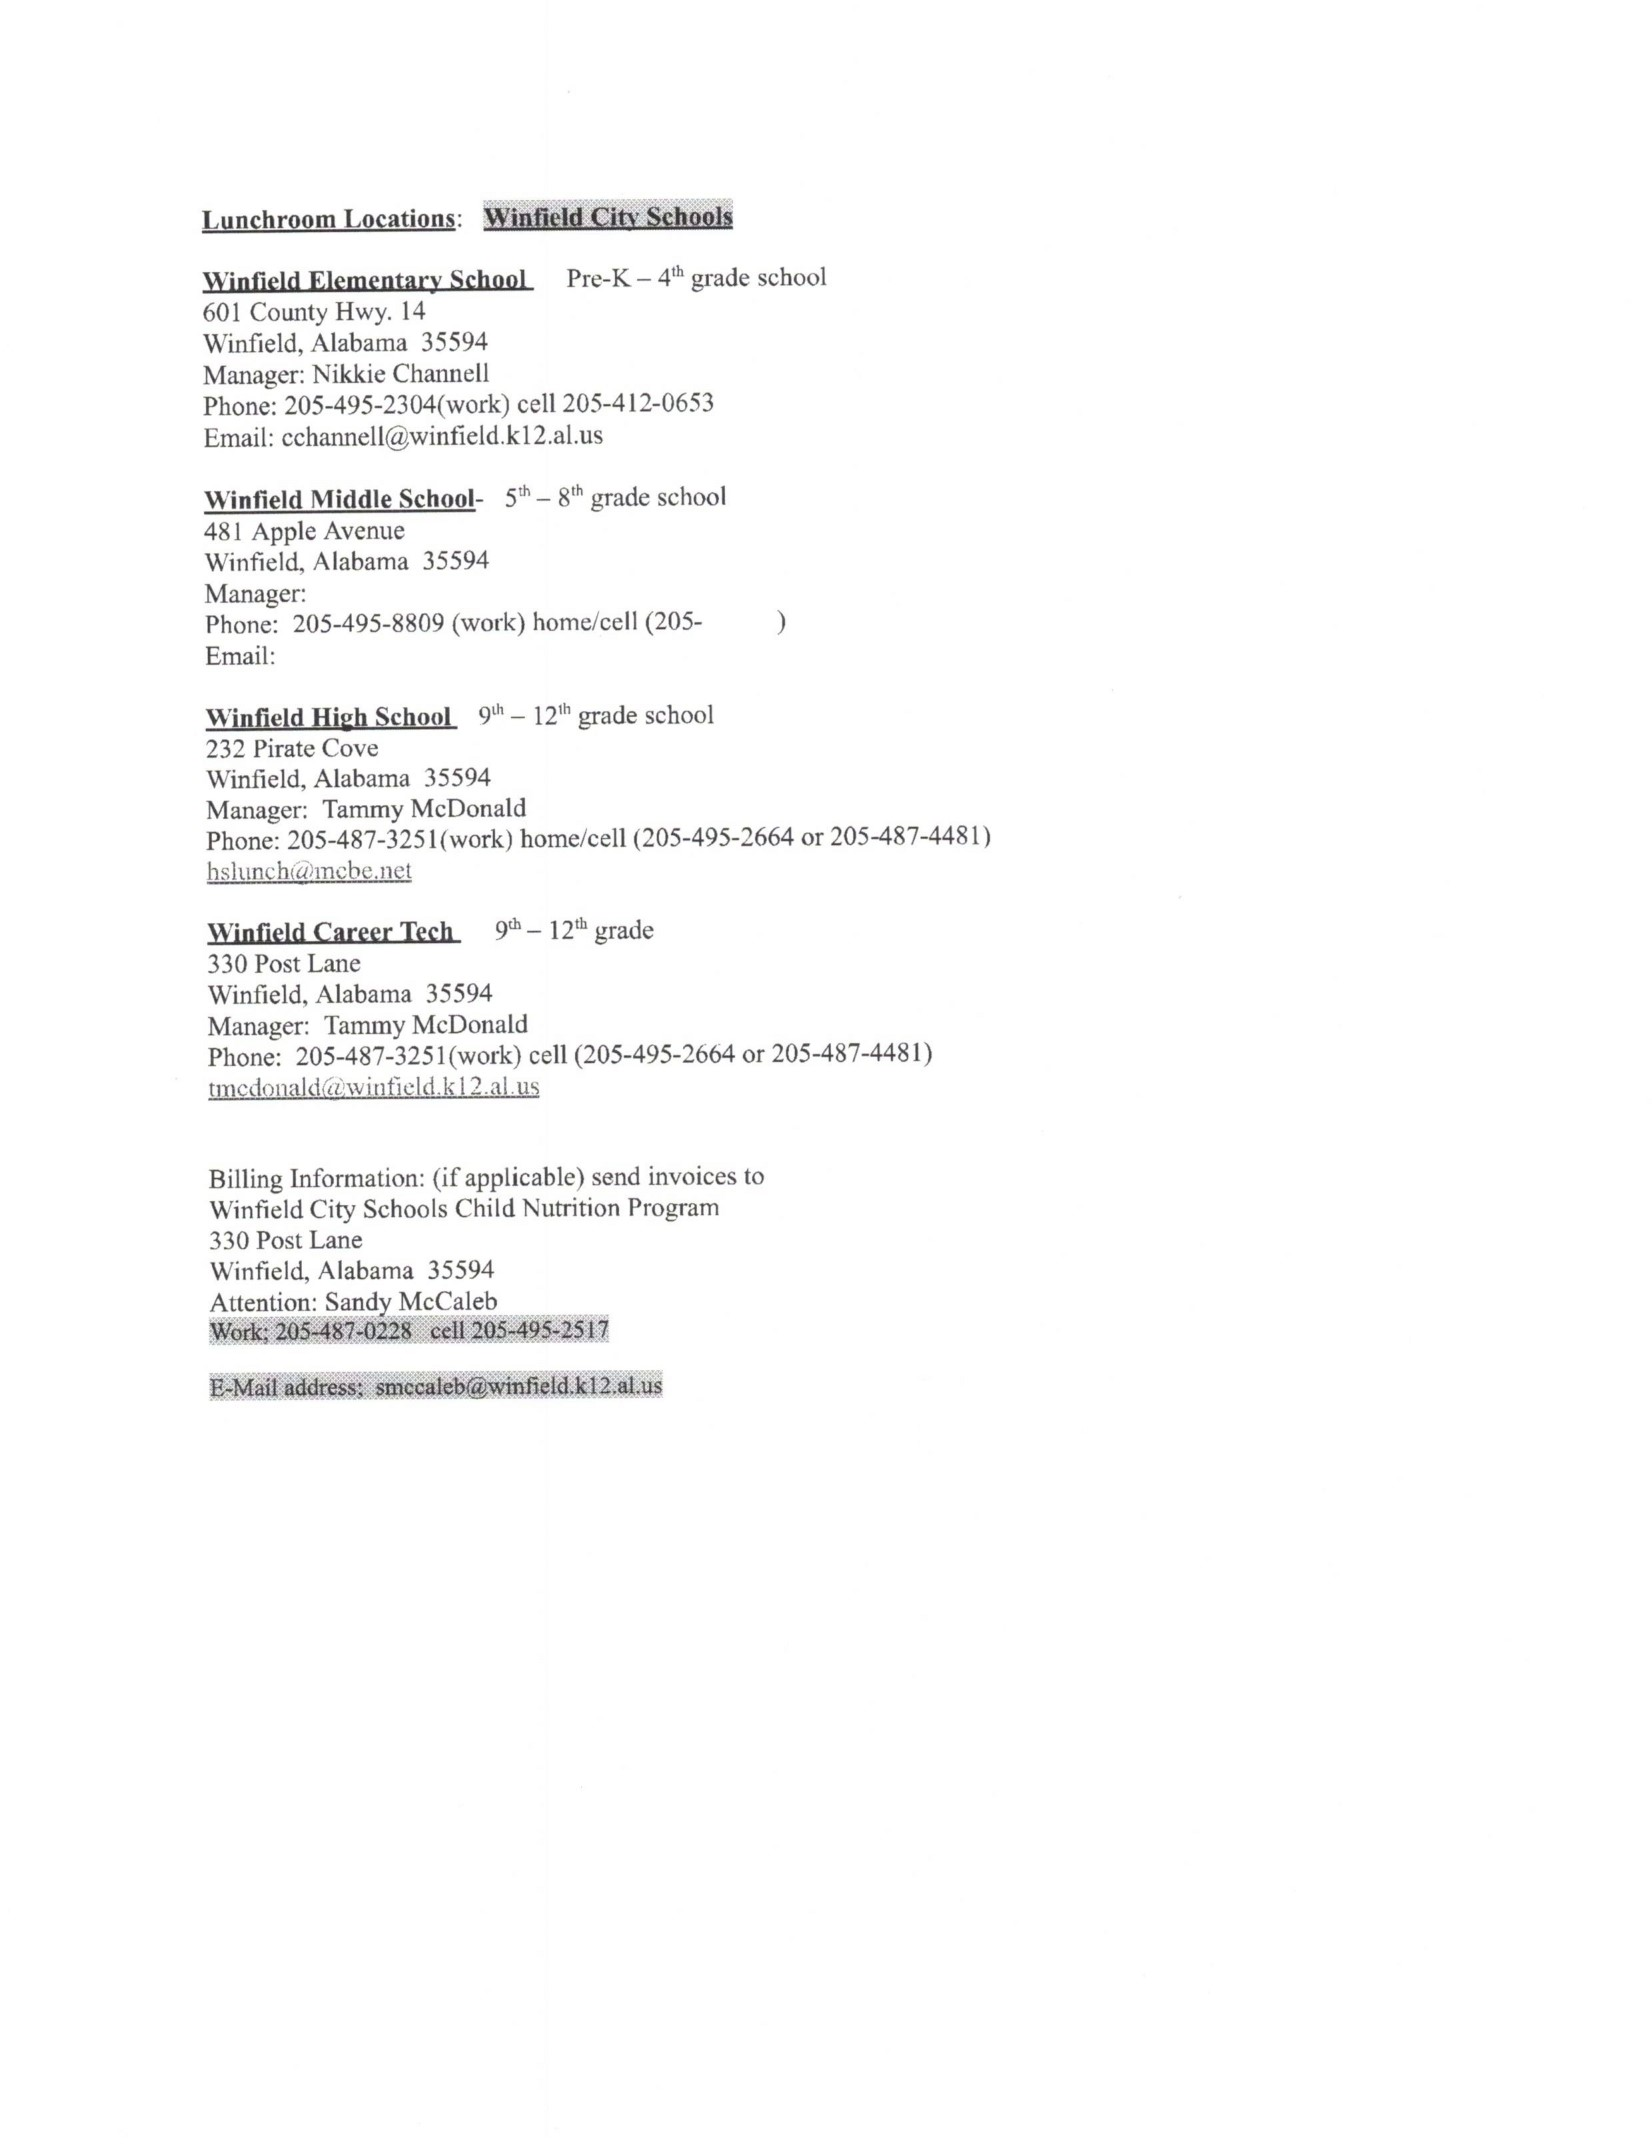 Lunchroom Locations: Winfield City Schools
Winfield Elementary School Pre-K – 4th grade school
601 County Hwy. 14
Winfield, Alabama 35594
Manager: Nikkie Channell
Phone: 205-495-2304(work) cell 205-412-0653
Email: cchannell@winfield.k12.al.us
Winfield Middle School- 5th – 8th grade school
481 Apple Avenue
Winfield, Alabama 35594
Manager:
Phone: 205-495-8809 (work) home/cell (205- )
Email:
Winfield High School 9th – 12th grade school
232 Pirate Cove
Winfield, Alabama 35594
Manager: Tammy McDonald
Phone: 205-487-3251(work) home/cell (205-495-2664 or 205-487-4481)
hslunch@mcbe.net
Winfield Career Tech 9th – 12th grade
330 Post Lane
Winfield, Alabama 35594
Manager: Tammy McDonald
Phone: 205-487-3251(work) cell (205-495-2664 or 205-487-4481)
tmcdonald@winfield.k12.al.us
Billing Information: (if applicable) send invoices to
Winfield City Schools Child Nutrition Program
330 Post Lane
Winfield, Alabama 35594
Attention: Sandy McCaleb
Work; 205-487-0228 cell 205-495-2517
E-Mail address; smccaleb@winfield.k12.al.us